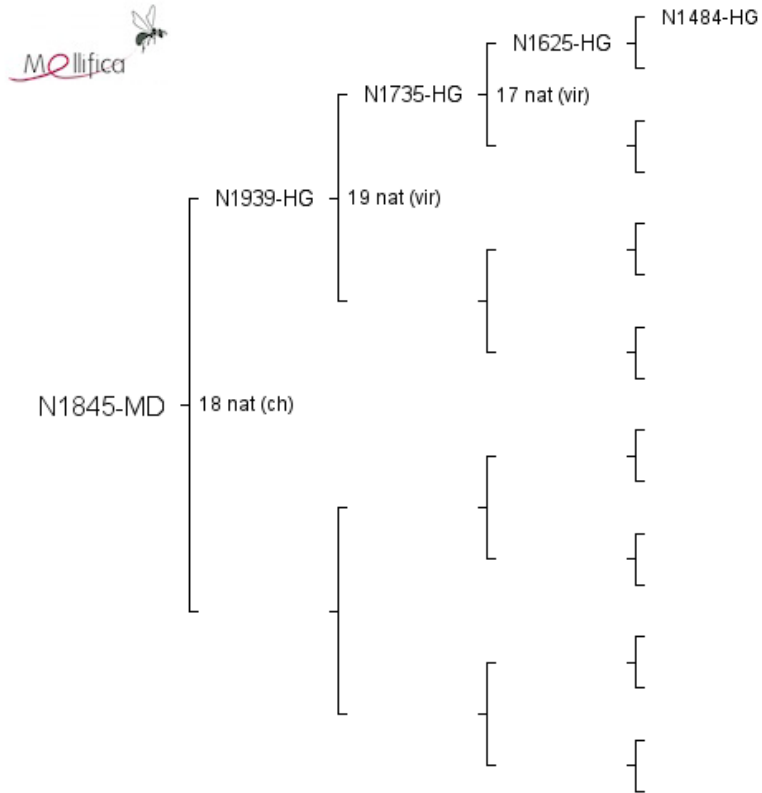 Mellifica
N1484-HG
N1625-HG
N1735-HG
17 nat (vir)
N1939-HG
19 nat (vir)
N1845-MD
18 nat (ch)